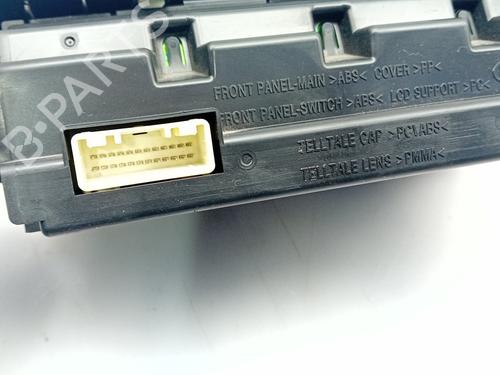 B-PARTS
FRONT PANEL-MAIN >ABS< COVER >PP<
FRONT PANEL-SWITCH >ABS< LCD SUPPORT >PC<
TELLTALE CAP >PC\ABS<
TELLTALE LENS >PMMA<